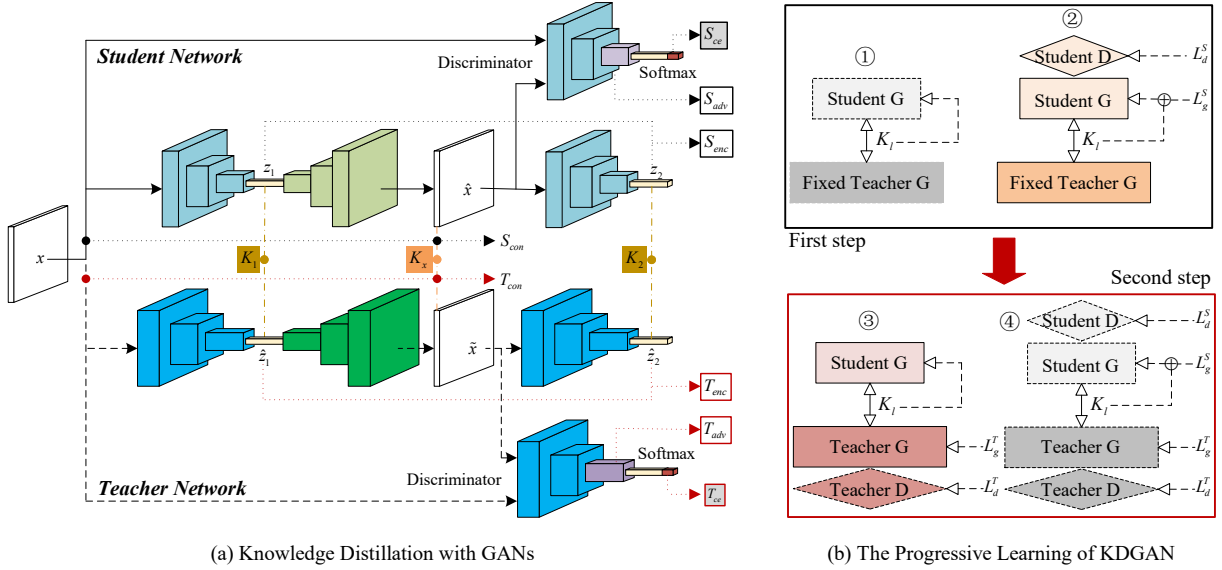 Student Network
Discriminator
Softmax
S_ce
S_adv
S_enc
z_1
x̂
z_2
x
S_con
K_1
K_x
K_2
T_con
ẑ_1
x̃
ẑ_2
T_enc
T_adv
Softmax
Discriminator
T_ce
Teacher Network
(a) Knowledge Distillation with GANs
①
②
Student D
L_d^S
Student G
Student G
L_g^S
K_l
K_l
Fixed Teacher G
Fixed Teacher G
First step
Second step
③
④
Student D
L_d^S
Student G
Student G
L_g^S
K_l
K_l
Teacher G
L_g^T
Teacher G
L_g^T
Teacher D
L_d^T
Teacher D
L_d^T
(b) The Progressive Learning of KDGAN